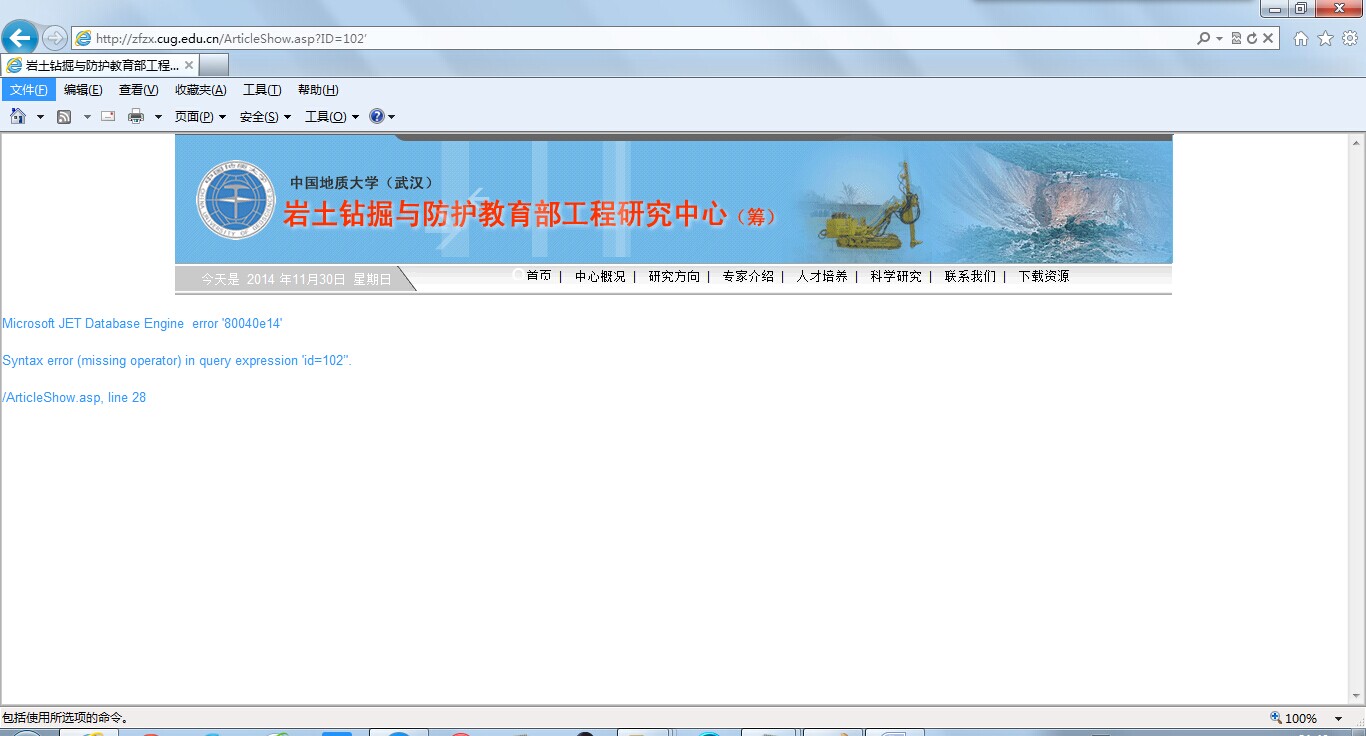 http://zfzx.cug.edu.cn/ArticleShow.asp?ID=102'
岩土钻掘与防护教育部工程...
文件(F) 编辑(E) 查看(V) 收藏夹(A) 工具(T) 帮助(H)
页面(P) 安全(S) 工具(O)
中国地质大学（武汉）
岩土钻掘与防护教育部工程研究中心（筹）
今天是 2014 年11月30日 星期日
首页 | 中心概况 | 研究方向 | 专家介绍 | 人才培养 | 科学研究 | 联系我们 | 下载资源
Microsoft JET Database Engine error '80040e14'
Syntax error (missing operator) in query expression 'id=102''.
/ArticleShow.asp, line 28
包括使用所选项的命令。
100%